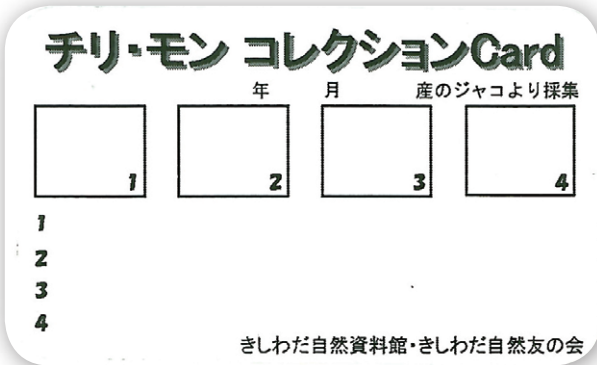 チリ・モン コレクションCard
年 月 産のジャコより採集
1 2 3 4
1
2
3
4
きしわだ自然資料館・きしわだ自然友の会